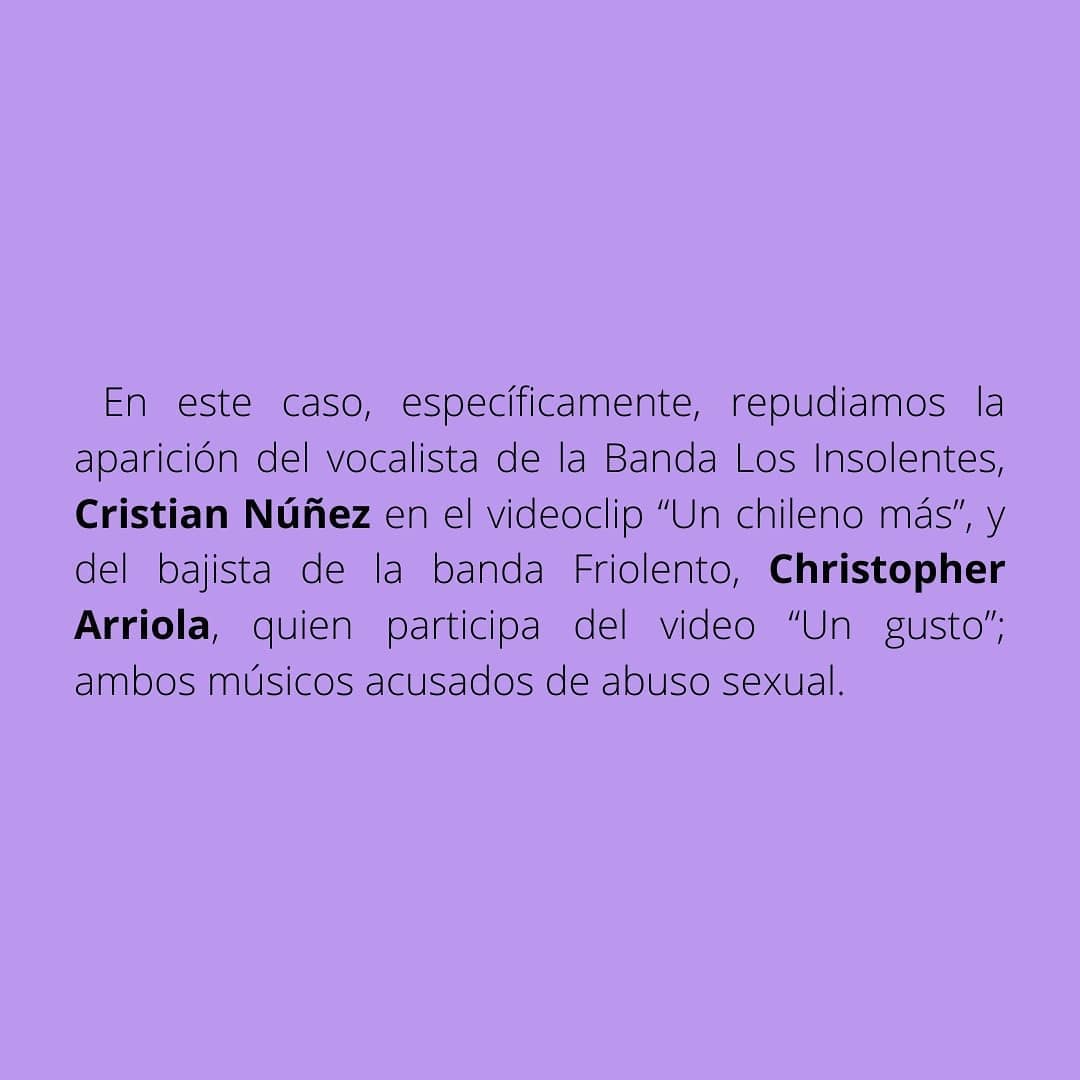 En este caso, específicamente, repudiamos la
aparición del vocalista de la Banda Los Insolentes,
Cristian Núñez en el videoclip “Un chileno más”, y
del bajista de la banda Friolento, Christopher
Arriola, quien participa del video “Un gusto”;
ambos músicos acusados de abuso sexual.